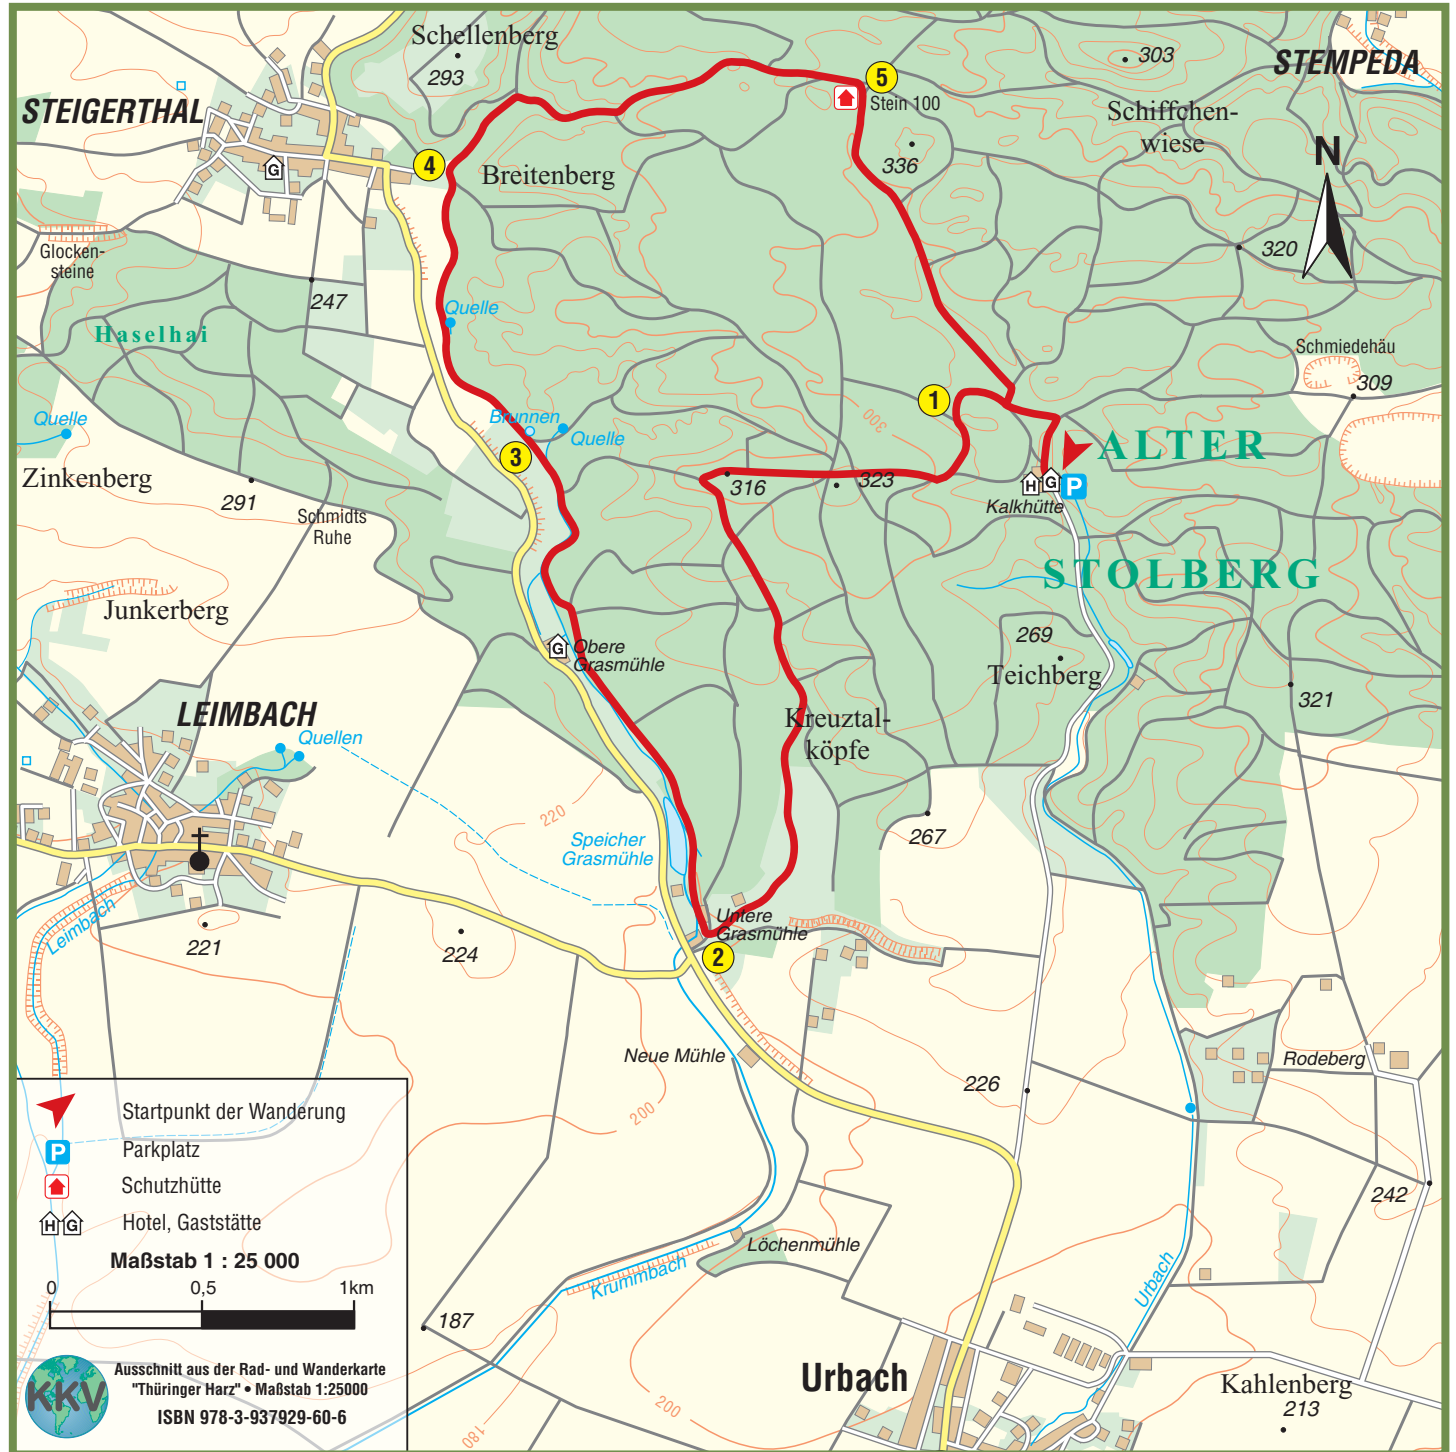 Schellenberg
293
303
STEMPEDA
STEIGERTHAL
5
Stein 100
Schiffchen-
wiese
N
G
4
Breitenberg
336
Glocken-
steine
320
247
Quelle
Haselhai
Schmiedehäu
309
1
300
Quelle
Brunnen
Quelle
3
ALTER
Zinkenberg
316
323
H G P
291
Kalkhütte
Schmidts
Ruhe
STOLBERG
Junkerberg
269
Teichberg
G
Obere
Grasmühle
321
LEIMBACH
Kreuztal-
köpfe
Quellen
220
267
Speicher
Grasmühle
Leimbach
Untere
Grasmühle
221
224
2
Neue Mühle
Rodeberg
226
200
242
Löchenmühle
Krummbach
Urbach
187
Urbach
200
180
Kahlenberg
213
Startpunkt der Wanderung
P Parkplatz
Schutzhütte
H G Hotel, Gaststätte
Maßstab 1 : 25 000
0 0,5 1km
KKV
Ausschnitt aus der Rad- und Wanderkarte
"Thüringer Harz" • Maßstab 1:25000
ISBN 978-3-937929-60-6